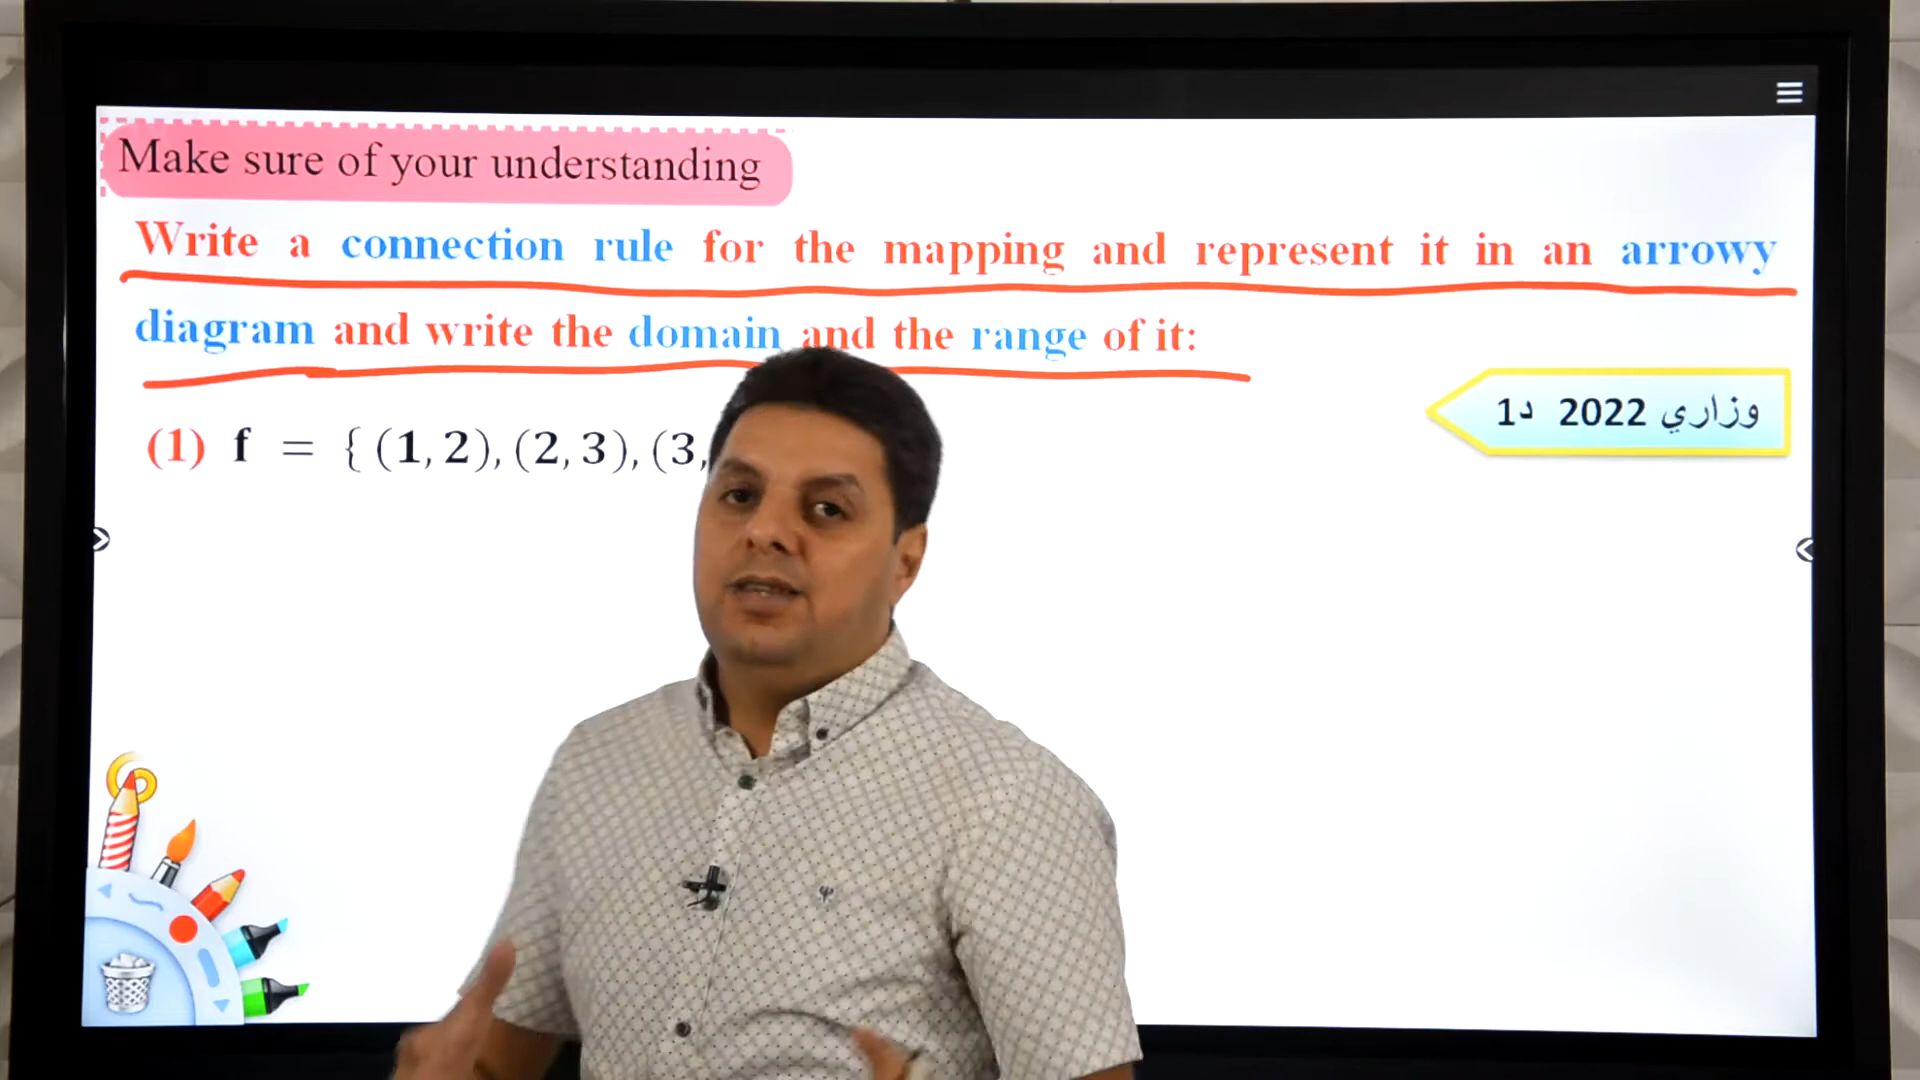 Make sure of your understanding
Write a connection rule for the mapping and represent it in an arrowy
diagram and write the domain and the range of it:
(1) f = { (1, 2), (2, 3), (3,
وزاري 2022 د1